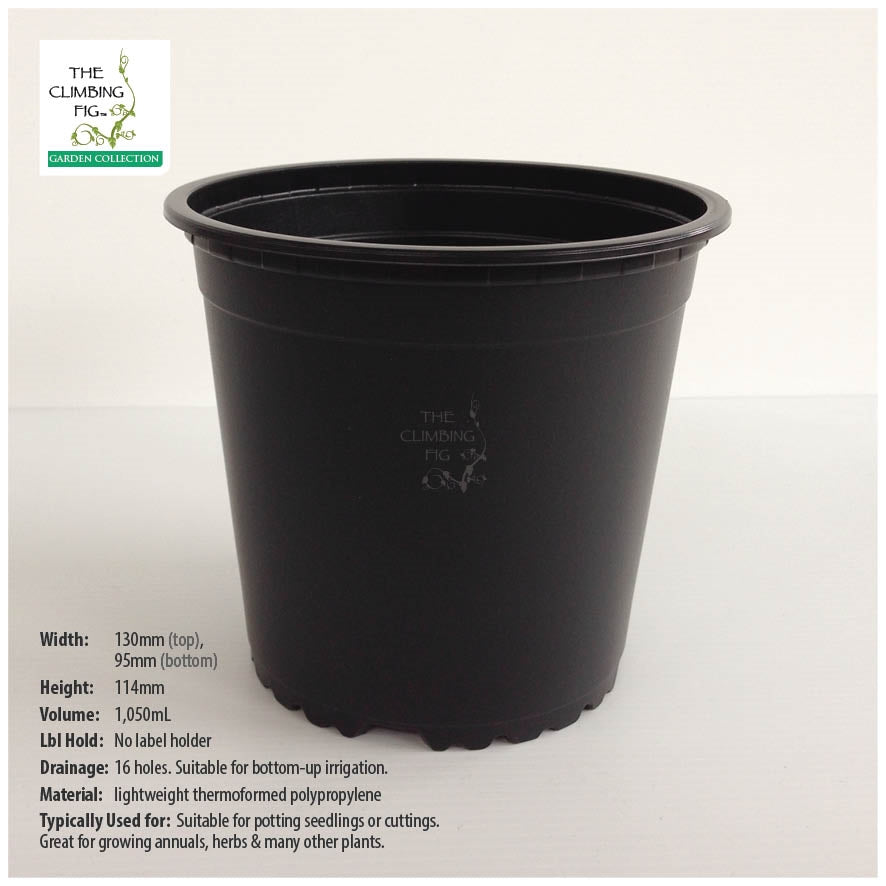 THE
CLIMBING
FIG™
GARDEN COLLECTION
THE
CLIMBING
FIG
Width: 130mm (top),
95mm (bottom)
Height: 114mm
Volume: 1,050mL
Lbl Hold: No label holder
Drainage: 16 holes. Suitable for bottom-up irrigation.
Material: lightweight thermoformed polypropylene
Typically Used for: Suitable for potting seedlings or cuttings.
Great for growing annuals, herbs & many other plants.